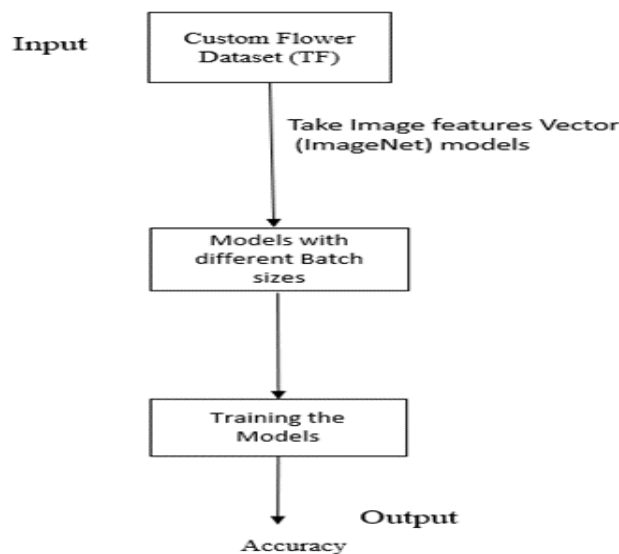 Input
Custom Flower
Dataset (TF)
Take Image features Vector
(ImageNet) models
Models with
different Batch
sizes
Training the
Models
Output
Accuracy